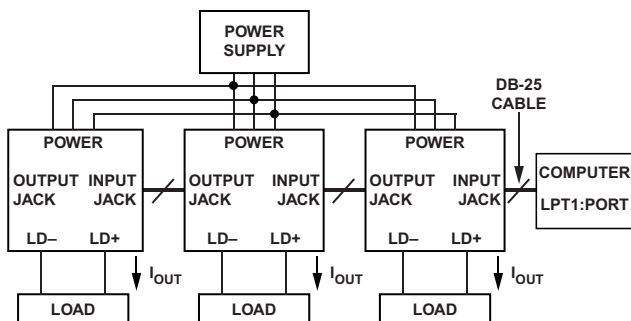 POWER
SUPPLY
DB-25
CABLE
POWER
OUTPUT
JACK
INPUT
JACK
LD–
LD+
IOUT
LOAD
POWER
OUTPUT
JACK
INPUT
JACK
LD–
LD+
IOUT
LOAD
POWER
OUTPUT
JACK
INPUT
JACK
LD–
LD+
IOUT
LOAD
COMPUTER
LPT1:PORT